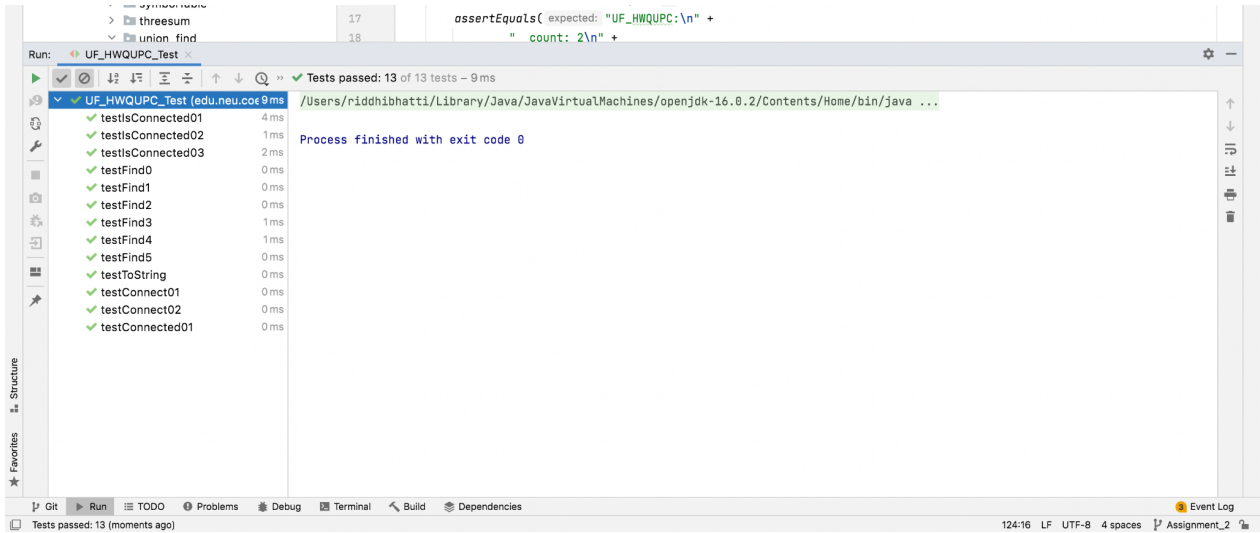 symboltable
threesum
union_find
17 assertEquals( expected: "UF_HWQUPC:\n" +
18 " count: 2\n" +
Run: UF_HWQUPC_Test
Tests passed: 13 of 13 tests – 9 ms
UF_HWQUPC_Test (edu.neu.coe 9 ms
testIsConnected01 4 ms
testIsConnected02 1 ms
testIsConnected03 2 ms
testFind0 0 ms
testFind1 0 ms
testFind2 0 ms
testFind3 1 ms
testFind4 1 ms
testFind5 0 ms
testToString 0 ms
testConnect01 0 ms
testConnect02 0 ms
testConnected01 0 ms
/Users/riddhibhatti/Library/Java/JavaVirtualMachines/openjdk-16.0.2/Contents/Home/bin/java ...
Process finished with exit code 0
Structure
Favorites
Git Run TODO Problems Debug Terminal Build Dependencies 3 Event Log
Tests passed: 13 (moments ago) 124:16 LF UTF-8 4 spaces Assignment_2